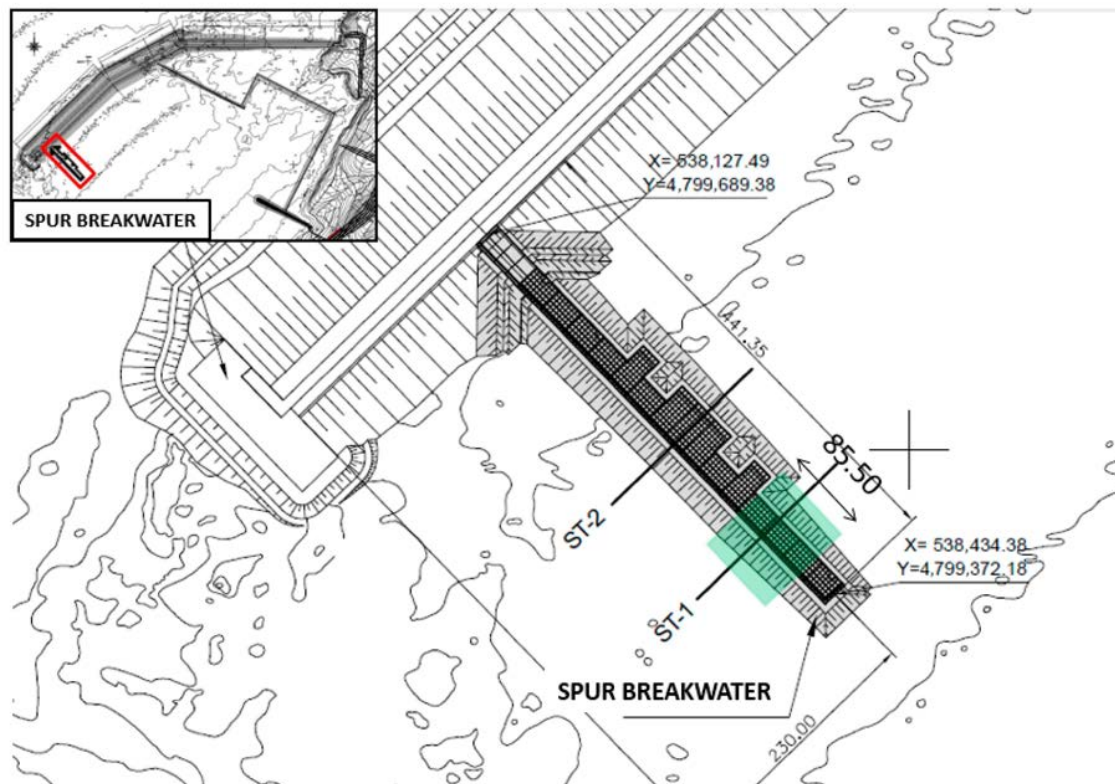 SPUR BREAKWATER
X= 538,127.49
Y=4,799,689.38
441.35
85.50
ST-2
X= 538,434.38
Y=4,799,372.18
ST-1
SPUR BREAKWATER
230.00